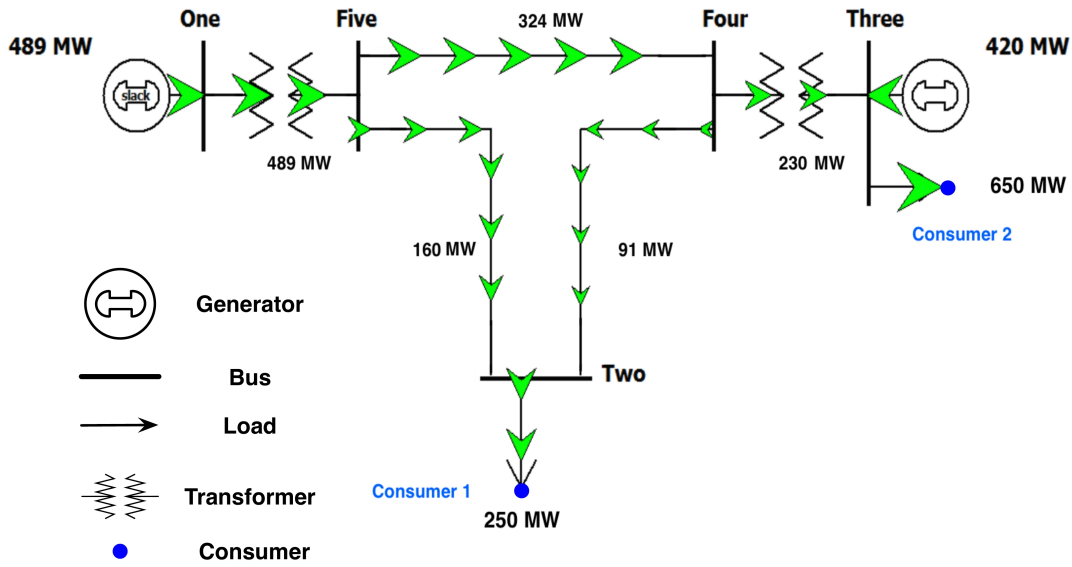 One
Five
324 MW
Four
Three
489 MW
420 MW
slack
489 MW
230 MW
650 MW
Consumer 2
160 MW
91 MW
Generator
Two
Bus
Load
Transformer
Consumer 1
250 MW
Consumer